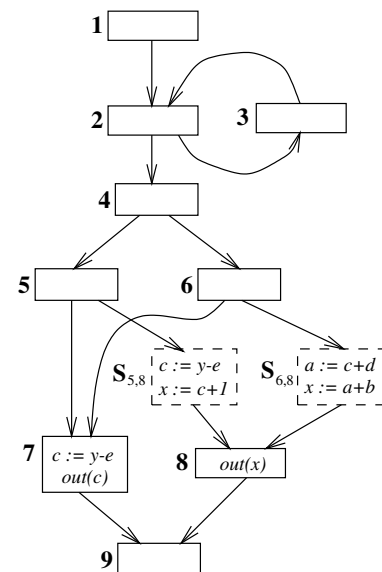 1
2
3
4
5
6
S5,8
c := y-e
x := c+1
S6,8
a := c+d
x := a+b
7
c := y-e
out(c)
8
out(x)
9